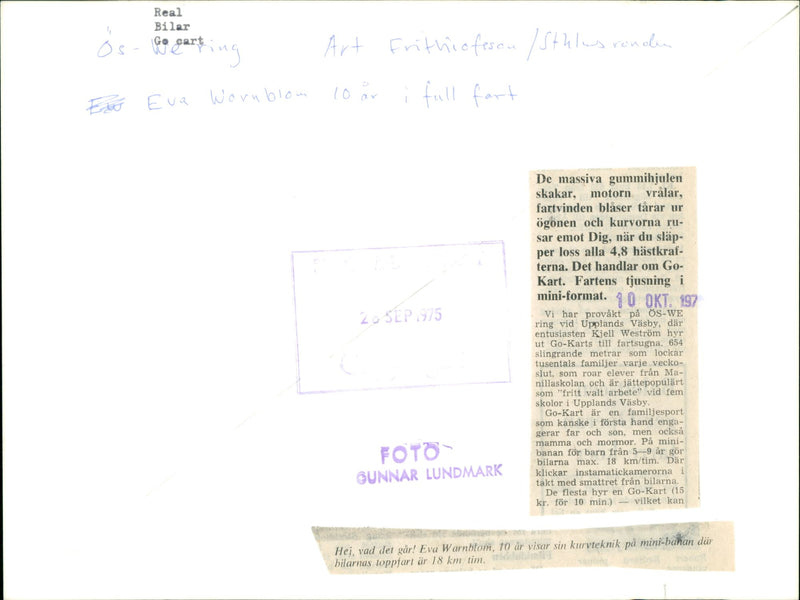 Real
Bilar
Go cart
Ös-We ring Art Frithiofsson/Sthlmsronden
Eva Warnblom 10 år i full fart
De massiva gummihjulen
skakar, motorn vrålar,
fartvinden blåser tårar ur
ögonen och kurvorna ru-
sar emot Dig, när du släp-
per loss alla 4,8 hästkraf-
terna. Det handlar om Go-
Kart. Fartens tjusning i
mini-format.
10 OKT. 197
Vi har provåkt på ÖS-WE
ring vid Upplands Väsby, där
entusiasten Kjell Weström hyr
ut Go-Karts till fartsugna. 654
slingrande metrar som lockar
tusentals familjer varje vecko-
slut, som roar elever från Ma-
nillaskolan och är jättepopulärt
som "fritt valt arbete" vid fem
skolor i Upplands Väsby.
Go-Kart är en familjesport
som kanske i första hand enga-
gerar far och son, men också
mamma och mormor. På mini-
banan för barn från 5—9 år gör
bilarna max. 18 km/tim. Där
klickar instamatickamerorna i
takt med smattret från bilarna.
De flesta hyr en Go-Kart (15
kr. för 10 min.) — vilket kan
SEP. 1975
FOTO
GUNNAR LUNDMARK
Hej, vad det går! Eva Warnblom, 10 år visar sin kurvteknik på mini-banan där
bilarnas toppfart är 18 km tim.